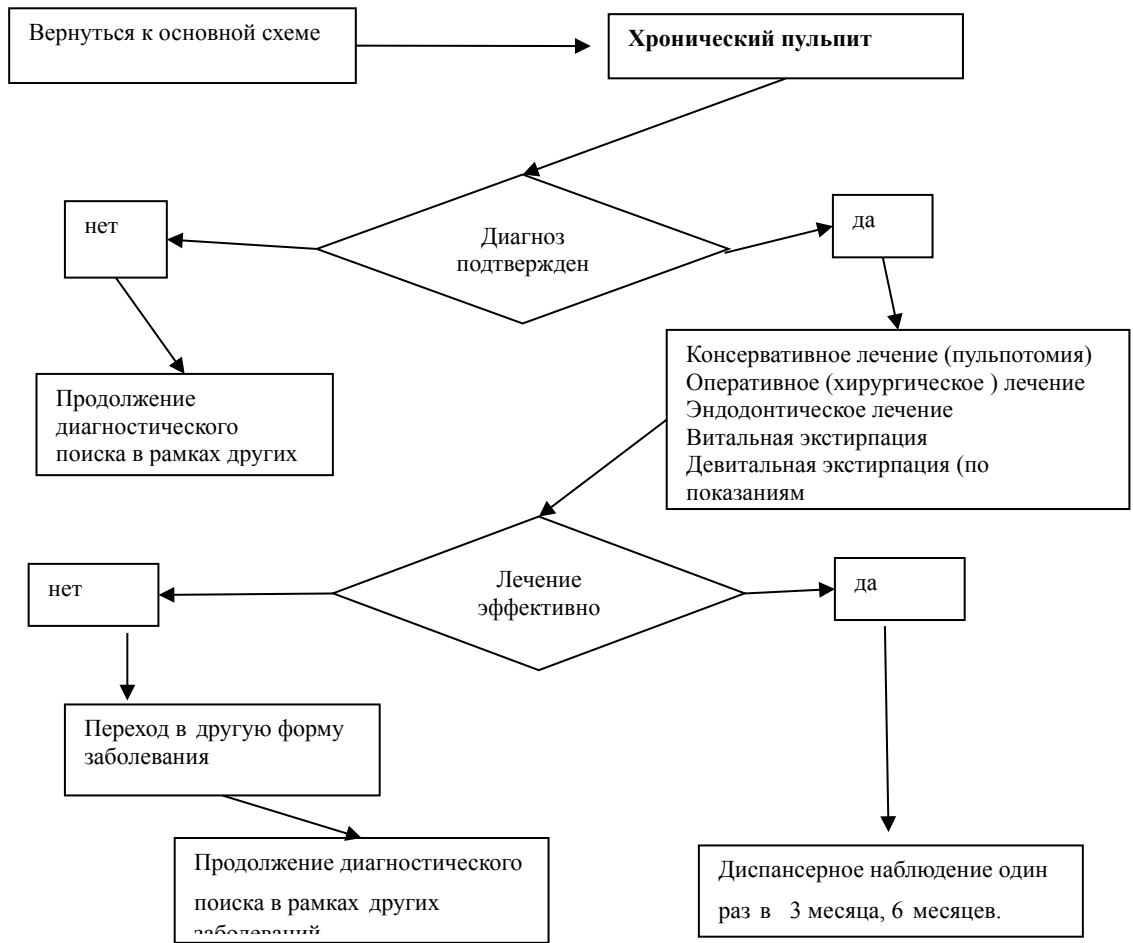 Вернуться к основной схеме
Хронический пульпит
Диагноз
подтвержден
нет
да
Продолжение
диагностического
поиска в рамках других
Консервативное лечение (пульпотомия)
Оперативное (хирургическое ) лечение
Эндодонтическое лечение
Витальная экстирпация
Девитальная экстирпация (по
показаниям
Лечение
эффективно
нет
да
Переход в другую форму
заболевания
Продолжение диагностического
поиска в рамках других
заболеваний
Диспансерное наблюдение один
раз в 3 месяца, 6 месяцев.